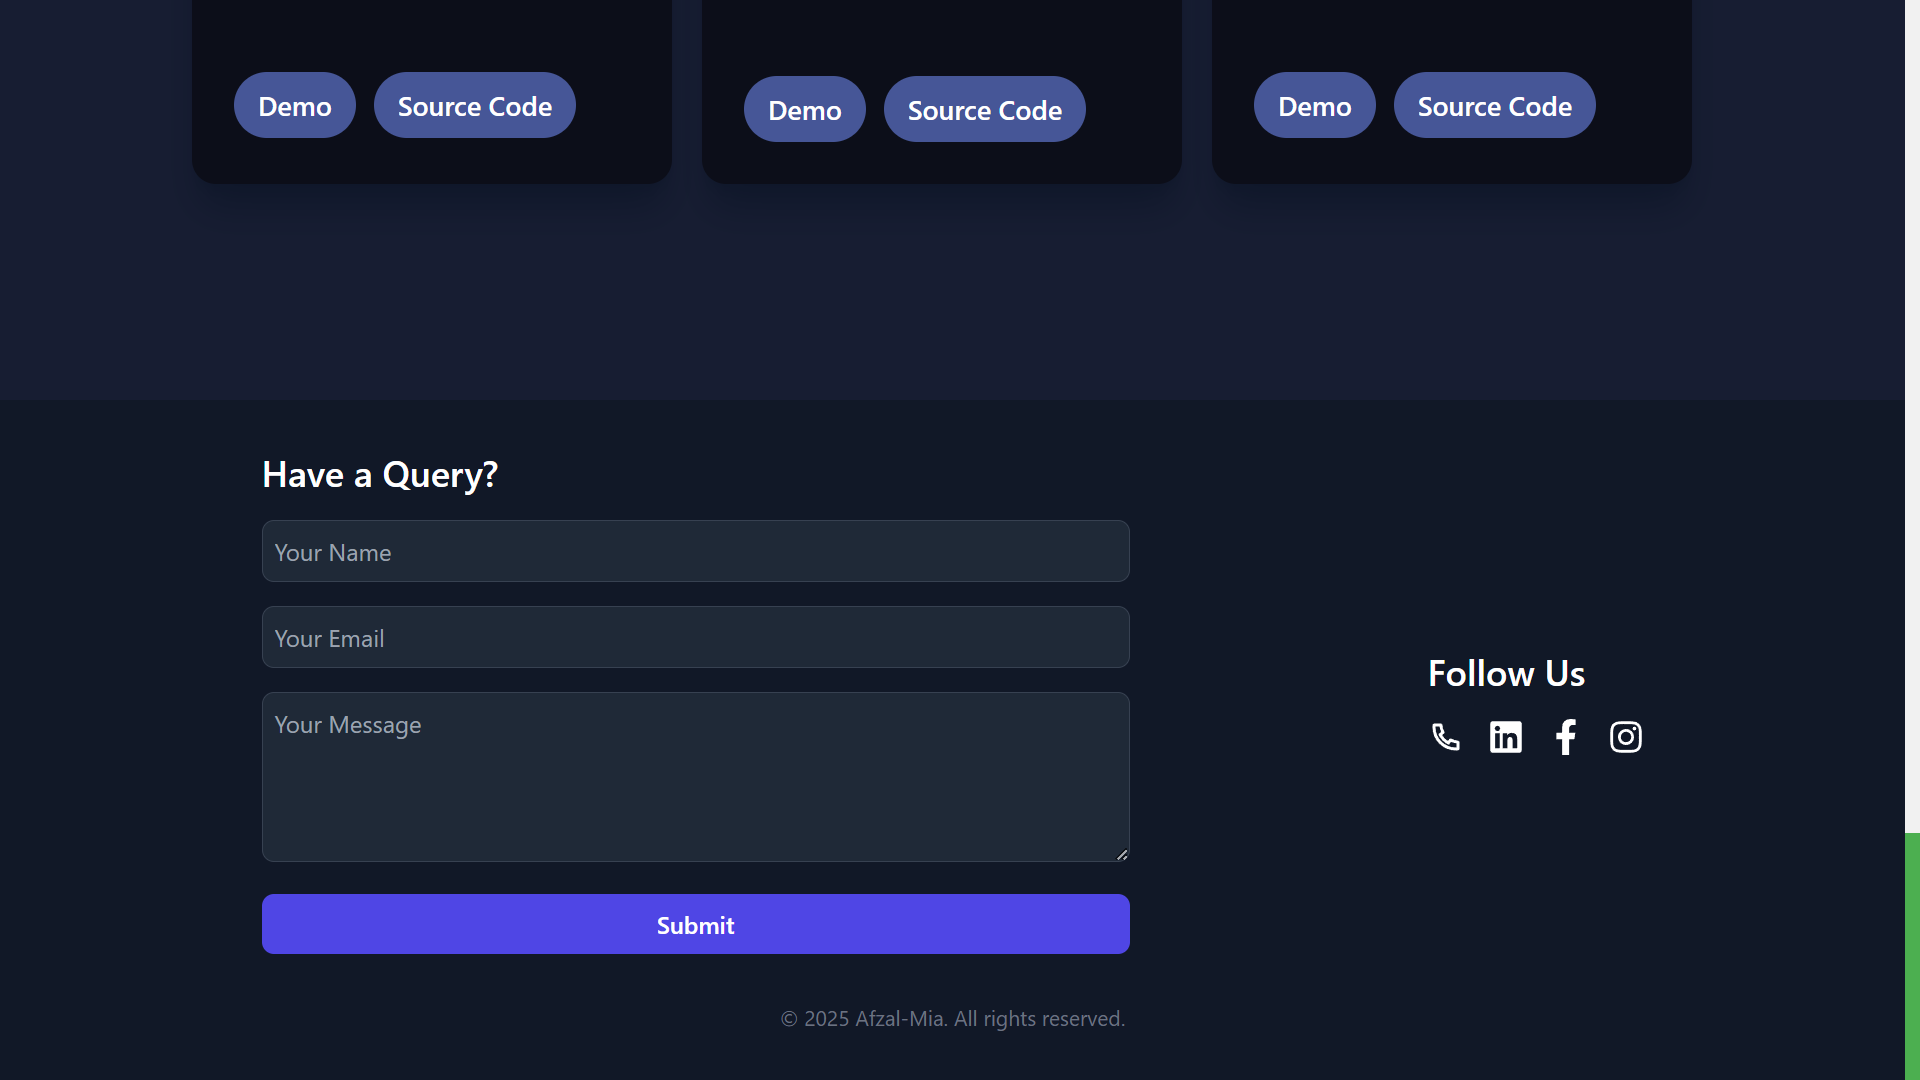 Demo Source Code Demo Source Code Demo Source Code
Have a Query?
Your Name
Your Email
Your Message
Submit
Follow Us
© 2025 Afzal-Mia. All rights reserved.